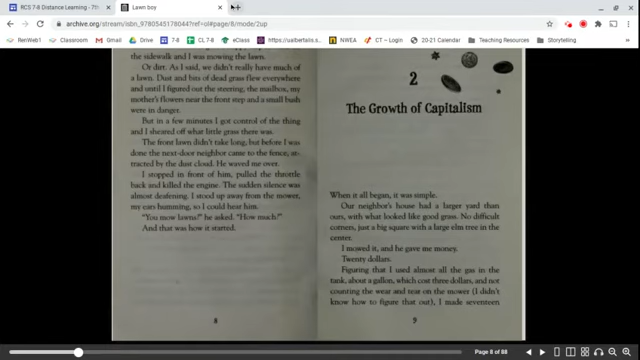 RCS 7-8 Distance Learning - 7th
Lawn boy
archive.org/stream/isbn_9780545178044?ref=ol#page/8/mode/2up
RenWeb1
Classroom
Gmail
Drive
6
7-8
CL 7-8
eClass
https://ualbertaits...
NWEA
CT ~ Login
20-21 Calendar
Teaching Resources
Storytelling
the sidewalk and I was mowing the lawn.
Or dirt. As I said, we didn't really have much of
a lawn. Dust and bits of dead grass flew everywhere
and until I figured out the steering, the mailbox, my
mother's flowers near the front step and a small bush
were in danger.
But in a few minutes I got control of the thing
and I sheared off what little grass there was.
The front lawn didn't take long, but before I was
done the next-door neighbor came to the fence, at-
tracted by the dust cloud. He waved me over.
I stopped in front of him, pulled the throttle
back and killed the engine. The sudden silence was
almost deafening. I stood up away from the mower,
my ears humming, so I could hear him.
"You mow lawns?" he asked. "How much?"
And that was how it started.
8
2
The Growth of Capitalism
When it all began, it was simple.
Our neighbor's house had a larger yard than
ours, with what looked like good grass. No difficult
corners, just a big square with a large elm tree in the
center.
I mowed it, and he gave me money.
Twenty dollars.
Figuring that I used almost all the gas in the
tank, about a gallon, which cost three dollars, and not
counting the wear and tear on the mower (I didn't
know how to figure that out), I made seventeen
9
Page 8 of 88